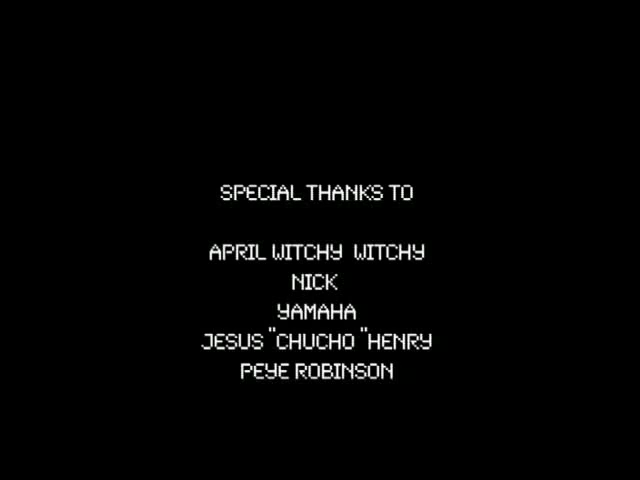 SPECIAL THANKS TO
APRIL WITCHY WITCHY
NICK
YAMAHA
JESUS "CHUCHO "HENRY
PEYE ROBINSON